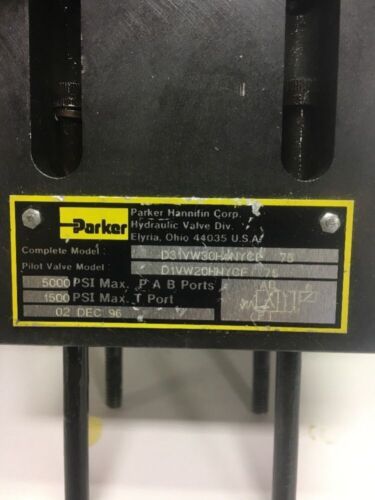 Parker
Parker Hannifin Corp.
Hydraulic Valve Div.
Elyria, Ohio 44035 U.S.A.
Complete Model : 75
Pilot Valve Model : D1VW20HNYCF 75
5000 PSI Max. P A B Ports
1500 PSI Max. T Port
02 DEC 96